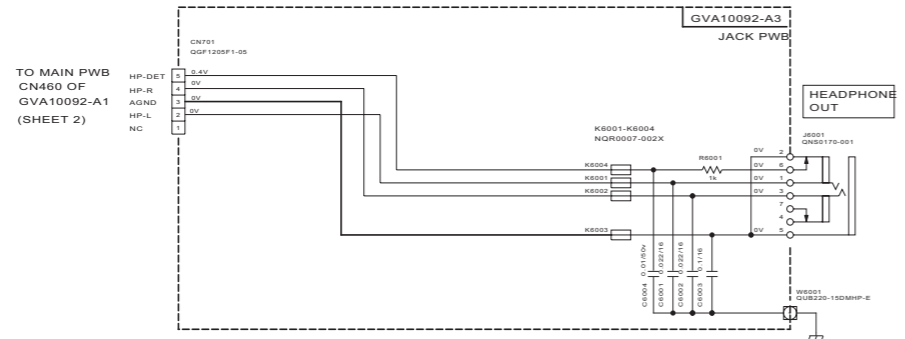 GVA10092-A3
JACK PWB
CN701
QGF1205F1-05
TO MAIN PWB
CN460 OF
GVA10092-A1
(SHEET 2)
HP-DET 5 0.4V
HP-R 4 0V
AGND 3 0V
HP-L 2 0V
NC 1
HEADPHONE
OUT
K6001-K6004
NQR0007-002X
J6001
QNS0170-001
K6004
K6001
K6002
K6003
R6001
1k
0V 2
6
0V 1
0V 3
7
4
0V 5
0.01/50v
0.022/16
0.022/16
0.1/16
C6004
C6001
C6002
C6003
W6001
QUB220-15DMHP-E